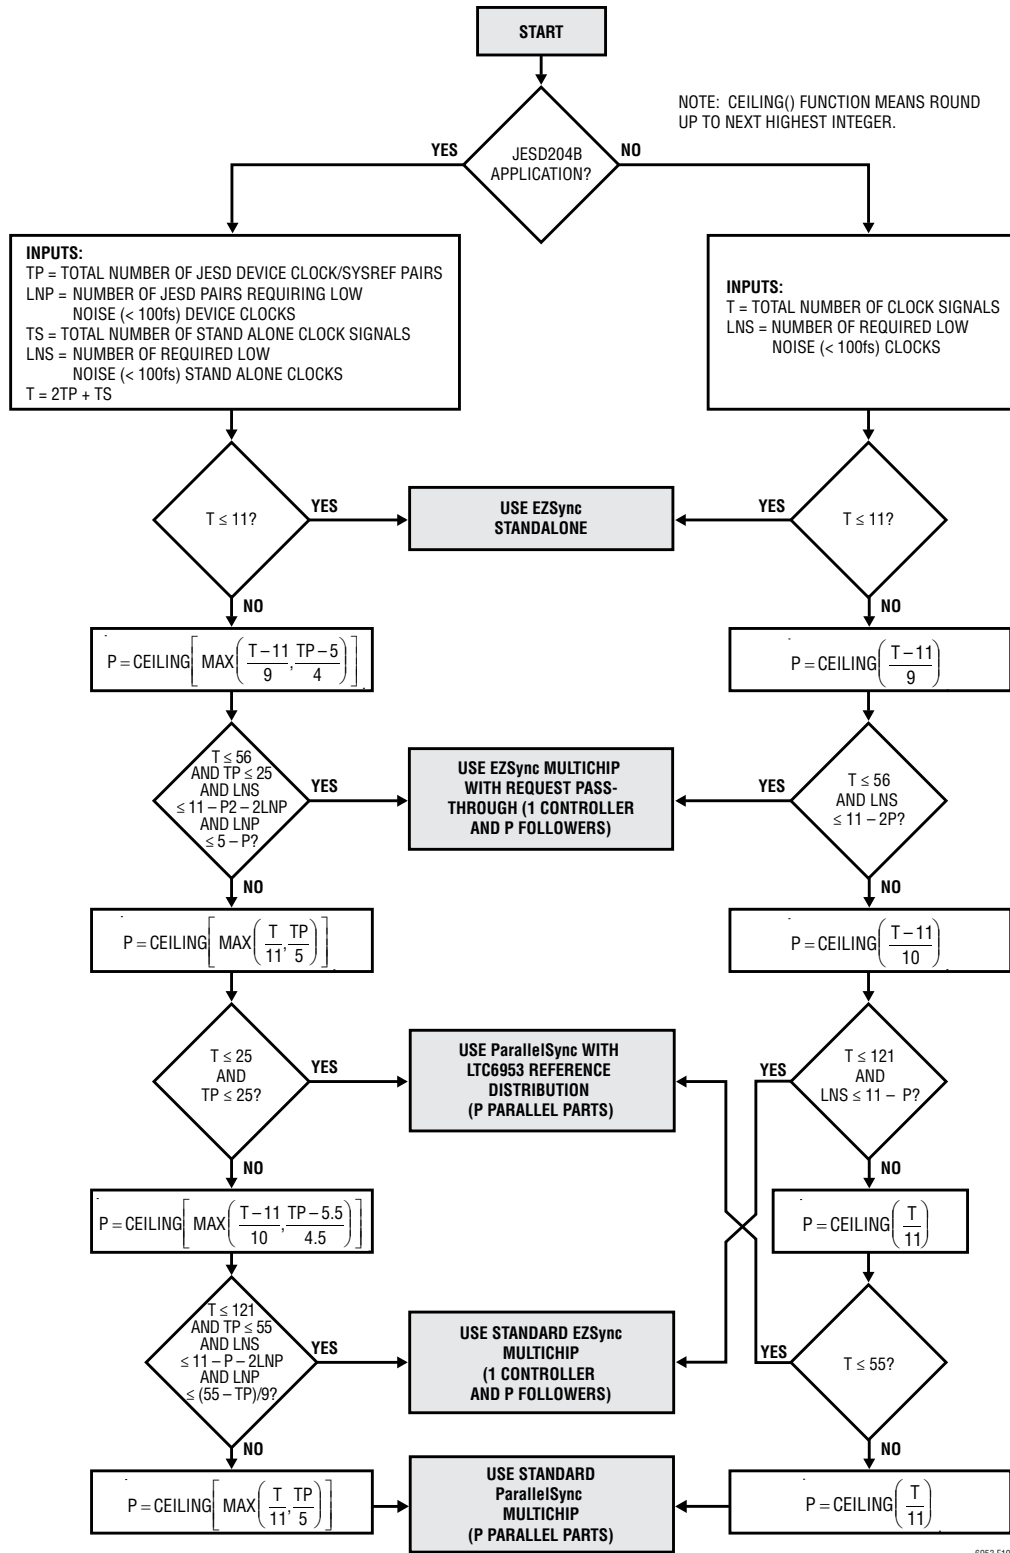 START
NOTE: CEILING() FUNCTION MEANS ROUND
UP TO NEXT HIGHEST INTEGER.
YES
JESD204B
APPLICATION?
NO
INPUTS:
TP = TOTAL NUMBER OF JESD DEVICE CLOCK/SYSREF PAIRS
LNP = NUMBER OF JESD PAIRS REQUIRING LOW
NOISE (< 100fs) DEVICE CLOCKS
TS = TOTAL NUMBER OF STAND ALONE CLOCK SIGNALS
LNS = NUMBER OF REQUIRED LOW
NOISE (< 100fs) STAND ALONE CLOCKS
T = 2TP + TS
INPUTS:
T = TOTAL NUMBER OF CLOCK SIGNALS
LNS = NUMBER OF REQUIRED LOW
NOISE (< 100fs) CLOCKS
T ≤ 11?
YES
USE EZSync
STANDALONE
YES
T ≤ 11?
NO
NO
P = CEILING[MAX((T – 11)/9, (TP – 5)/4)]
P = CEILING((T – 11)/9)
T ≤ 56
AND TP ≤ 25
AND LNS
≤ 11 – P2 – 2LNP
AND LNP
≤ 5 – P?
YES
USE EZSync MULTICHIP
WITH REQUEST PASS-
THROUGH (1 CONTROLLER
AND P FOLLOWERS)
YES
T ≤ 56
AND LNS
≤ 11 – 2P?
NO
NO
P = CEILING[MAX(T/11, TP/5)]
P = CEILING((T – 11)/10)
T ≤ 25
AND
TP ≤ 25?
YES
USE ParallelSync WITH
LTC6953 REFERENCE
DISTRIBUTION
(P PARALLEL PARTS)
YES
T ≤ 121
AND
LNS ≤ 11 – P?
NO
NO
P = CEILING[MAX((T – 11)/10, (TP – 5.5)/4.5)]
P = CEILING(T/11)
T ≤ 121
AND TP ≤ 55
AND LNS
≤ 11 – P – 2LNP
AND LNP
≤ (55 – TP)/9?
YES
USE STANDARD EZSync
MULTICHIP
(1 CONTROLLER
AND P FOLLOWERS)
YES
T ≤ 55?
NO
NO
P = CEILING[MAX(T/11, TP/5)]
USE STANDARD
ParallelSync
MULTICHIP
(P PARALLEL PARTS)
P = CEILING(T/11)